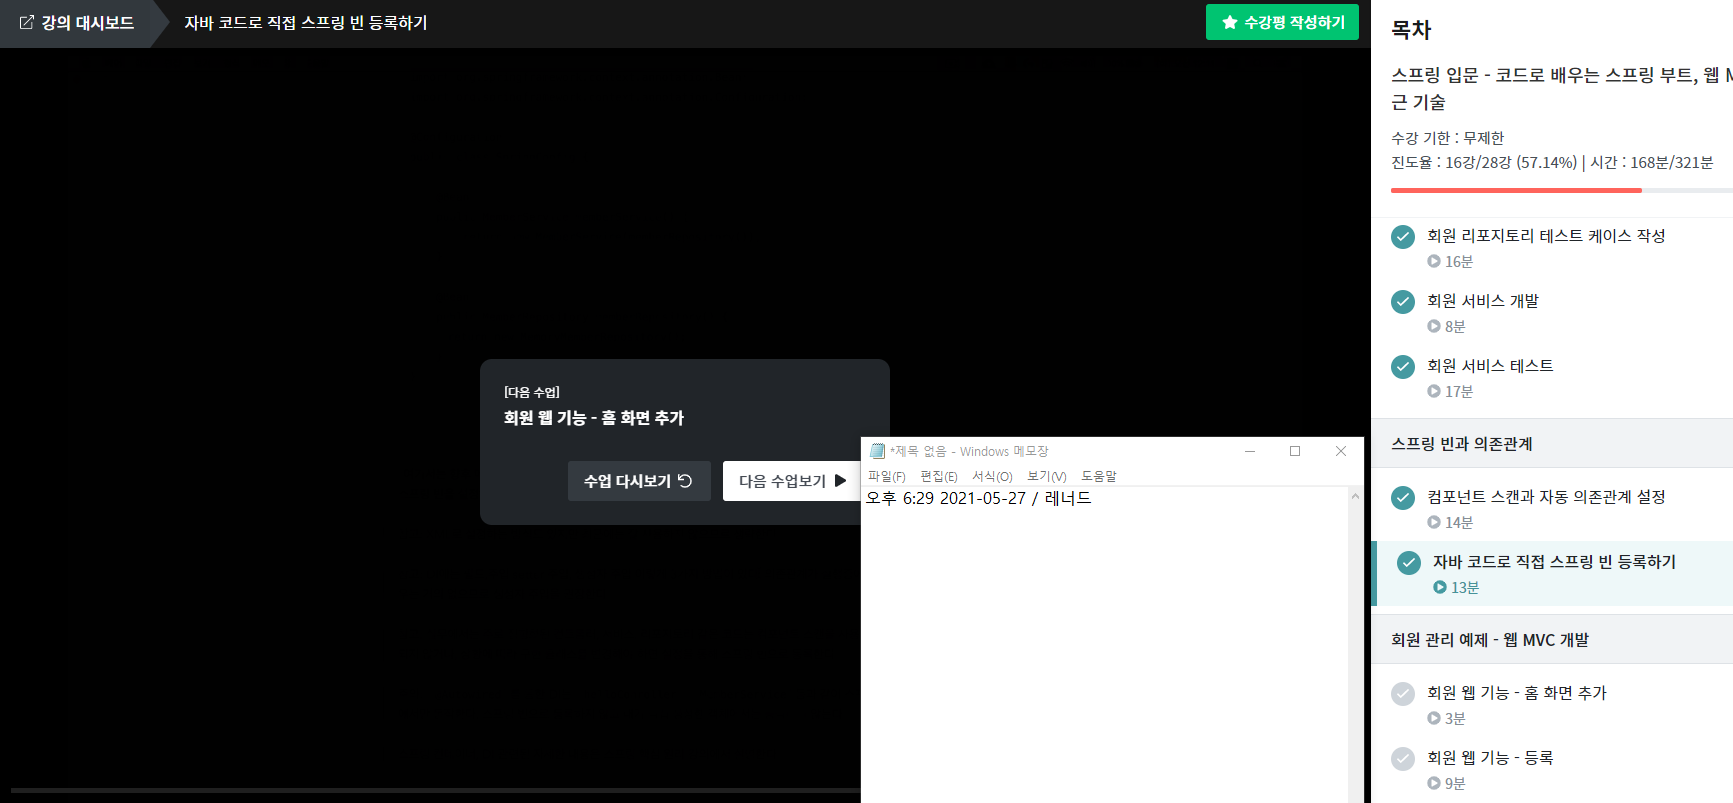 강의 대시보드
자바 코드로 직접 스프링 빈 등록하기
수강평 작성하기
[다음 수업]
회원 웹 기능 - 홈 화면 추가
수업 다시보기
다음 수업보기
*제목 없음 - Windows 메모장
파일(F) 편집(E) 서식(O) 보기(V) 도움말
오후 6:29 2021-05-27 / 레너드
목차
스프링 입문 - 코드로 배우는 스프링 부트, 웹 M
근 기술
수강 기한 : 무제한
진도율 : 16강/28강 (57.14%) | 시간 : 168분/321분
회원 리포지토리 테스트 케이스 작성
16분
회원 서비스 개발
8분
회원 서비스 테스트
17분
스프링 빈과 의존관계
컴포넌트 스캔과 자동 의존관계 설정
14분
자바 코드로 직접 스프링 빈 등록하기
13분
회원 관리 예제 - 웹 MVC 개발
회원 웹 기능 - 홈 화면 추가
3분
회원 웹 기능 - 등록
9분